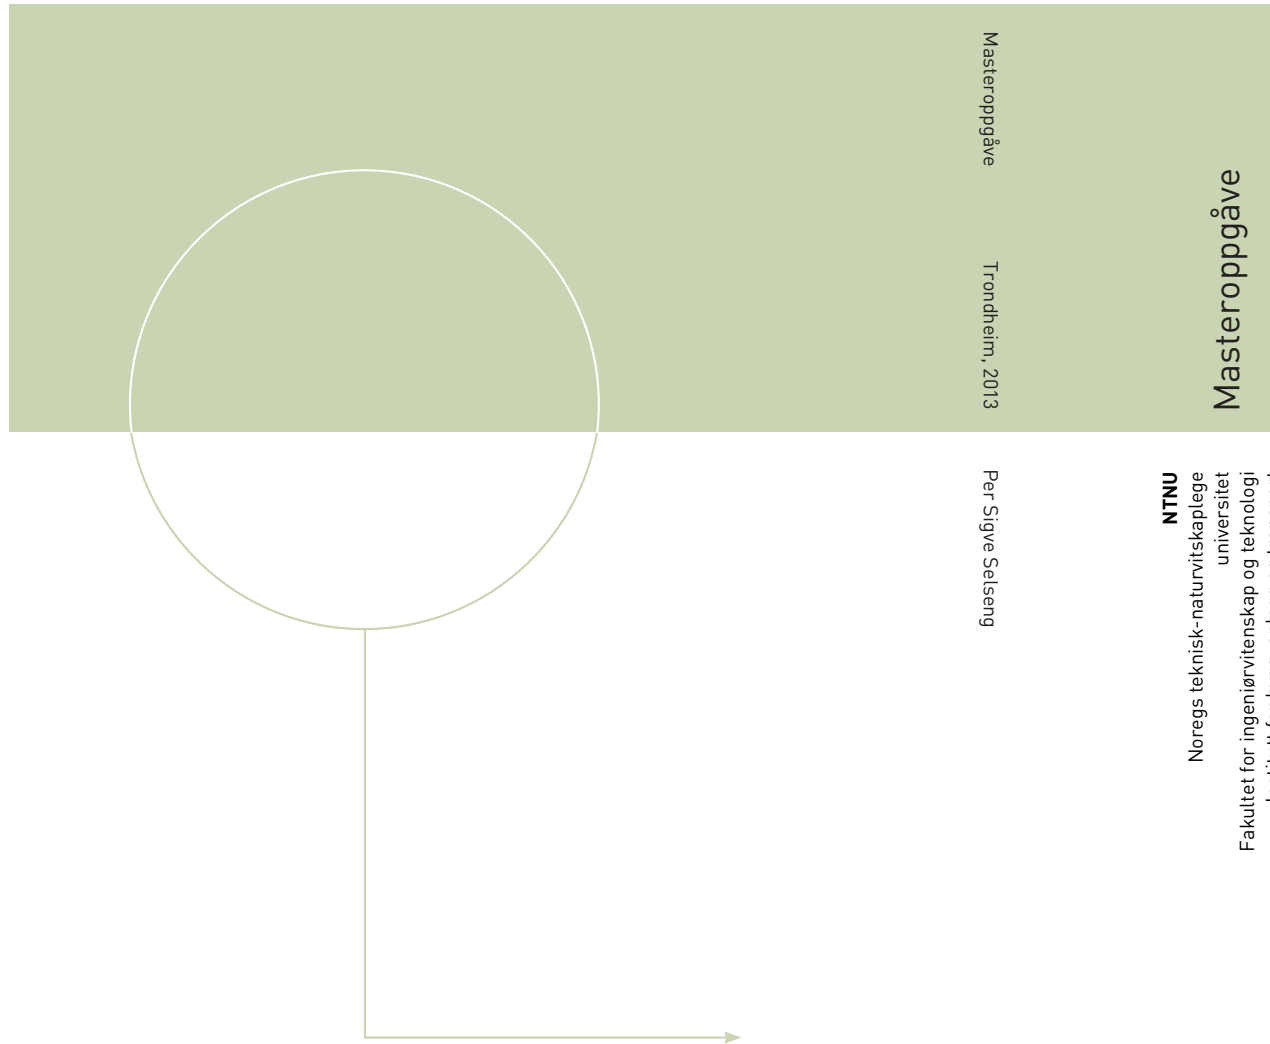 Masteroppgåve
Trondheim, 2013
Per Sigve Selseng
Masteroppgåve
NTNU
Noregs teknisk-naturvitskaplege
universitet
Fakultet for ingeniørvitenskap og teknologi